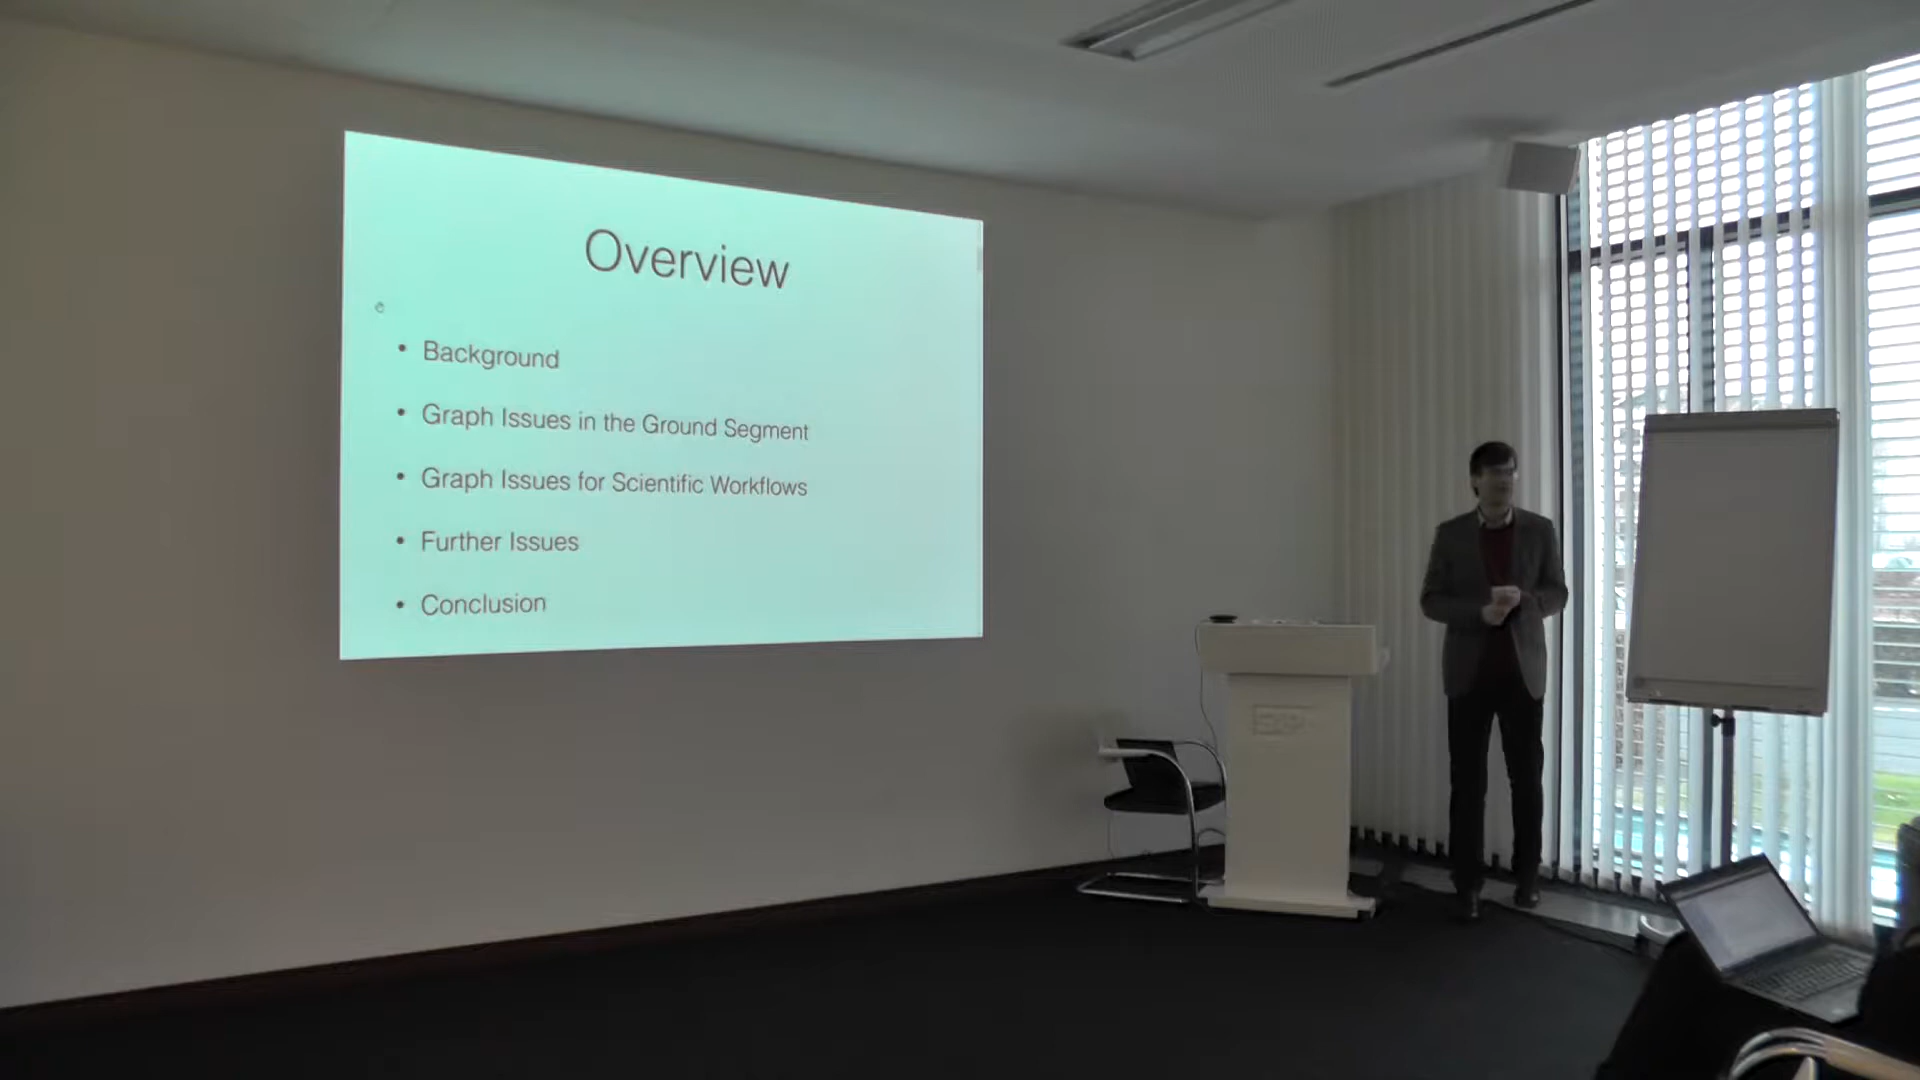 Overview
• Background
• Graph Issues in the Ground Segment
• Graph Issues for Scientific Workflows
• Further Issues
• Conclusion